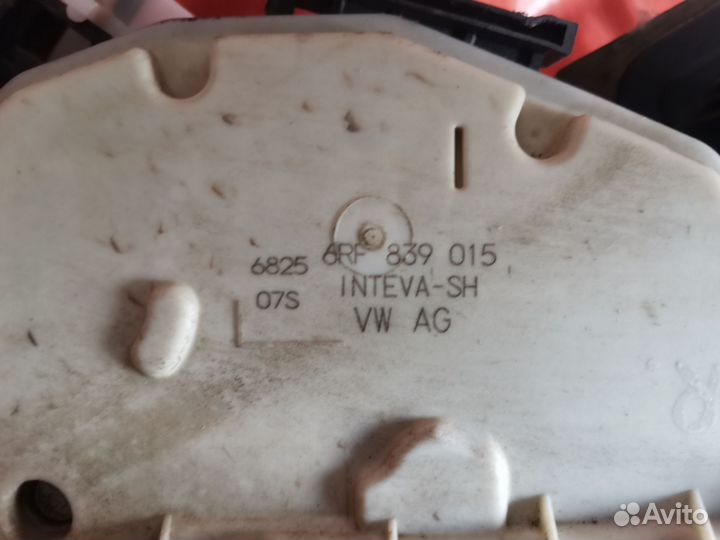 6RF 839 015
6825
INTEVA-SH
07S
VW AG
Avito